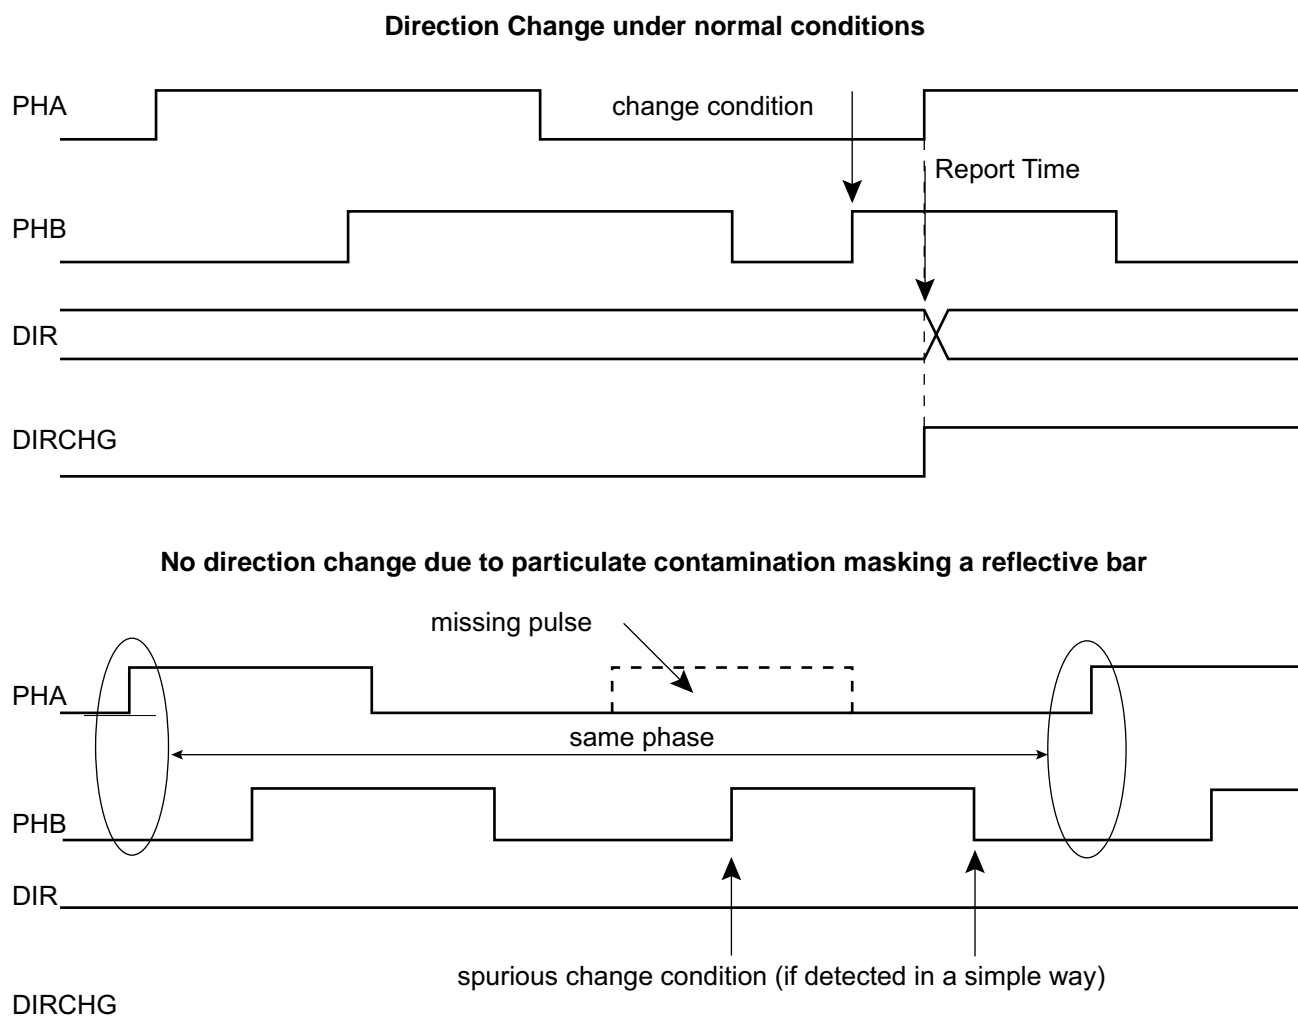 Direction Change under normal conditions
PHA
change condition
Report Time
PHB
DIR
DIRCHG
No direction change due to particulate contamination masking a reflective bar
missing pulse
PHA
same phase
PHB
DIR
spurious change condition (if detected in a simple way)
DIRCHG